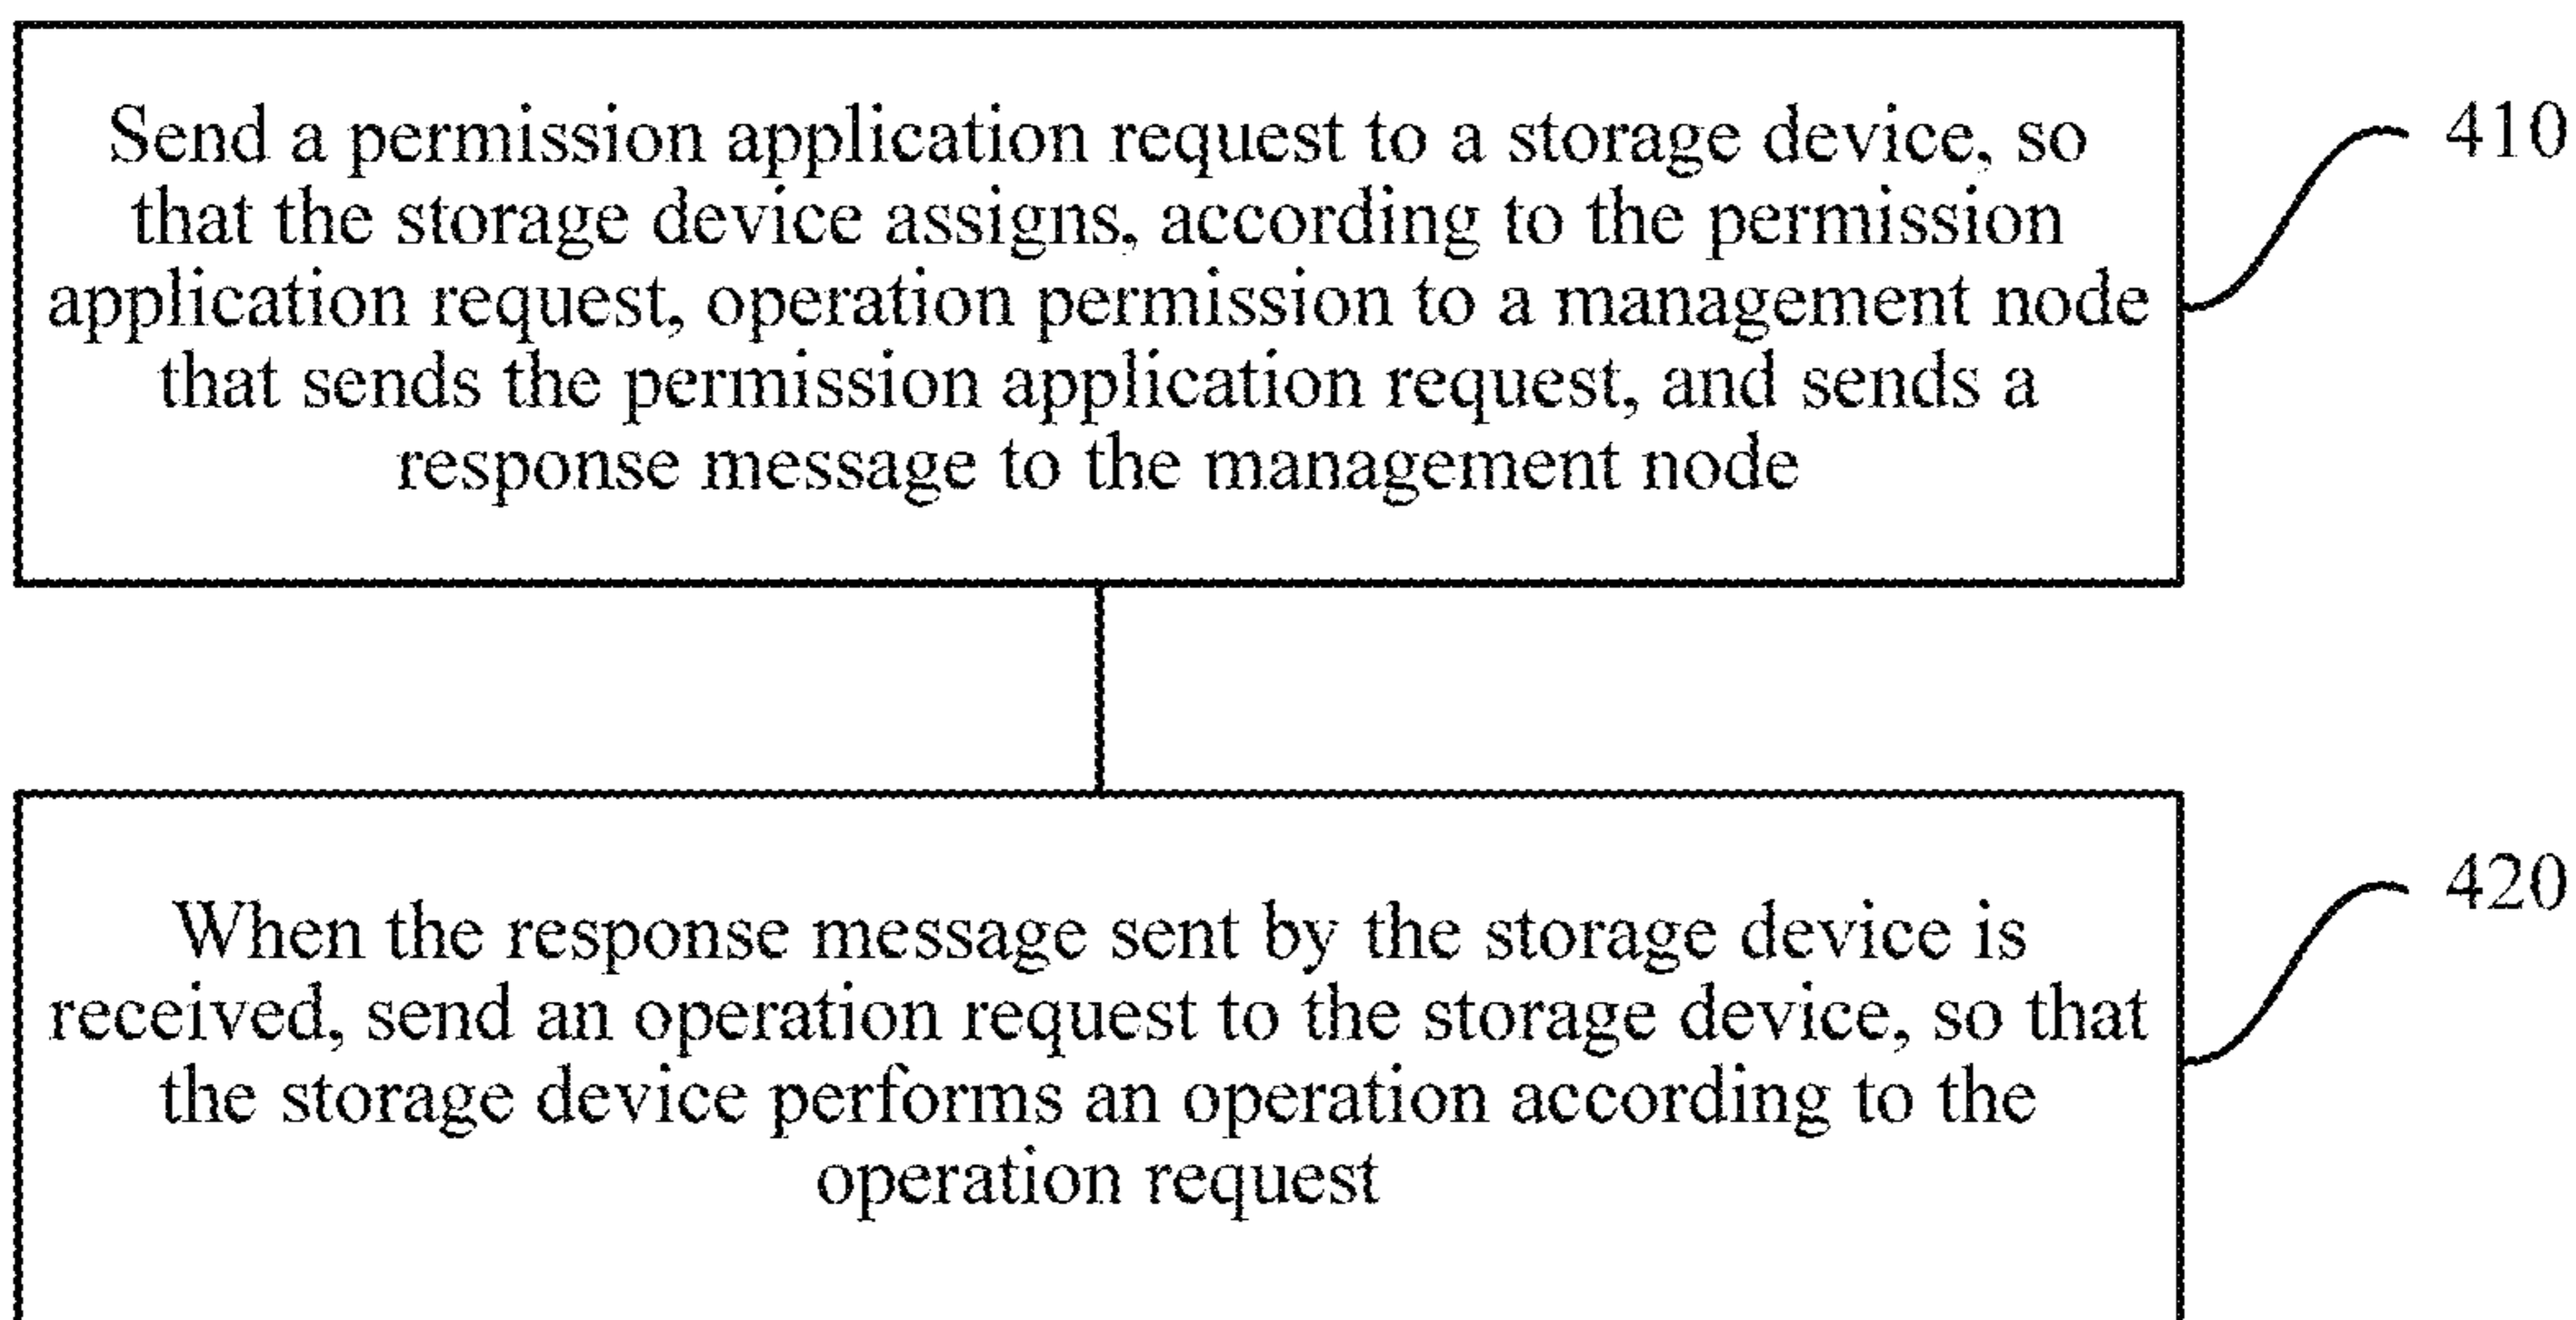 Send a permission application request to a storage device, so
that the storage device assigns, according to the permission
application request, operation permission to a management node
that sends the permission application request, and sends a
response message to the management node
410
When the response message sent by the storage device is
received, send an operation request to the storage device, so that
the storage device performs an operation according to the
operation request
420